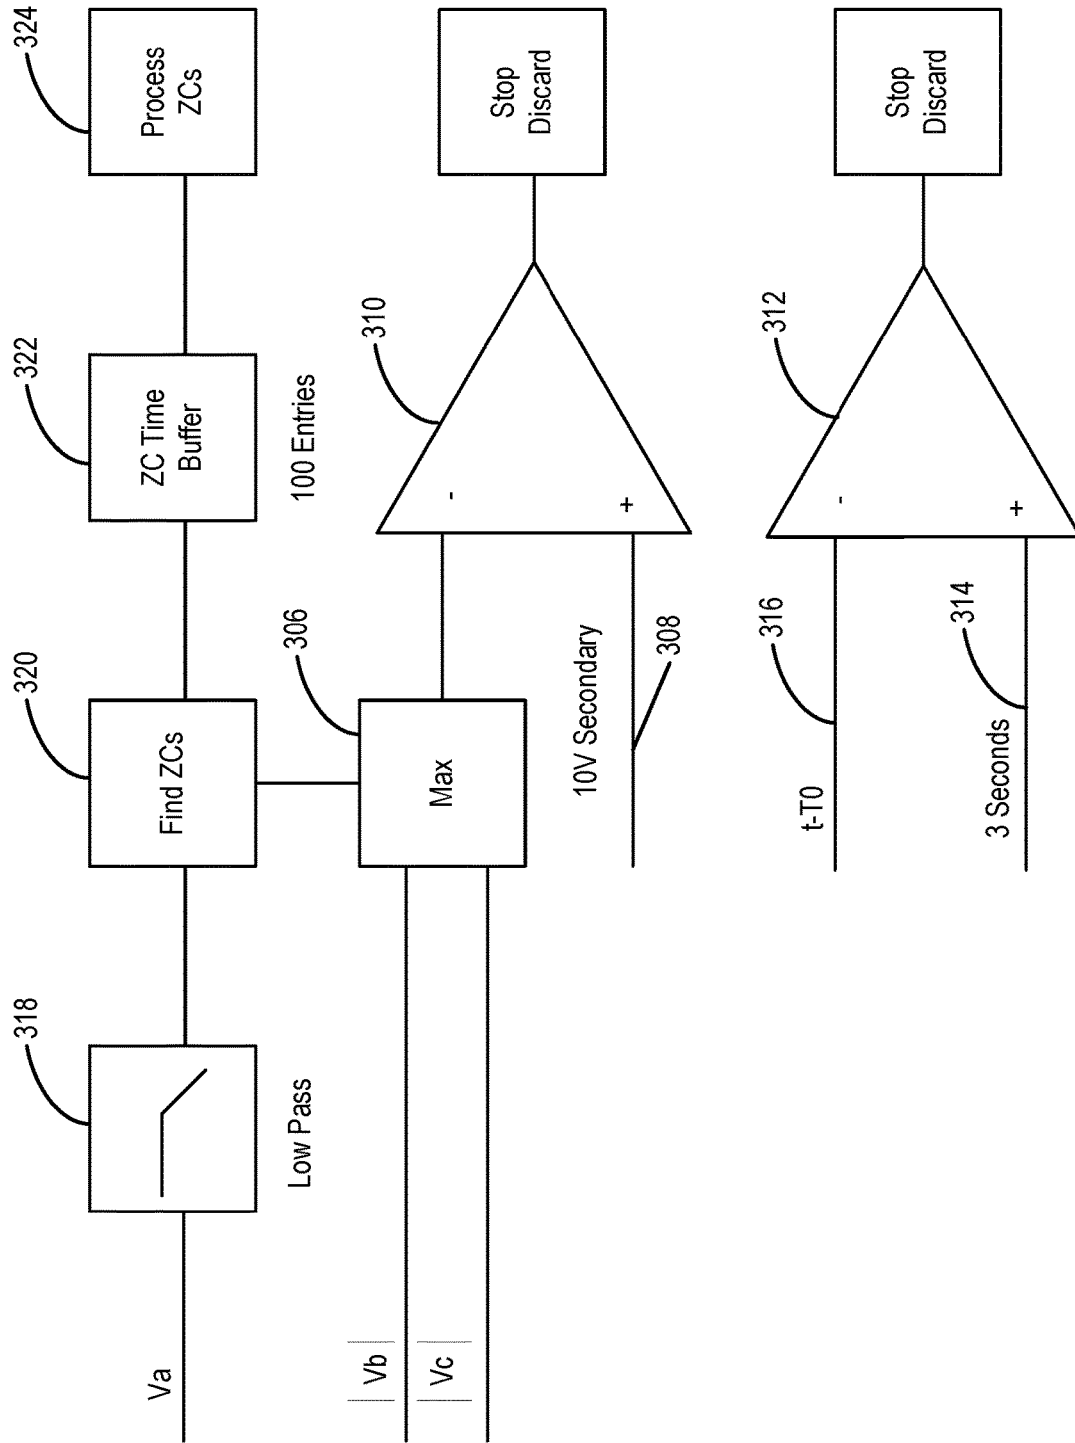 324
Process
ZCs
322
ZC Time
Buffer
100 Entries
320
Find ZCs
318
Low Pass
Va
Stop
Discard
310
-
+
306
Max
10V Secondary
308
|Vb|
|Vc|
Stop
Discard
312
-
+
316
t-T0
314
3 Seconds